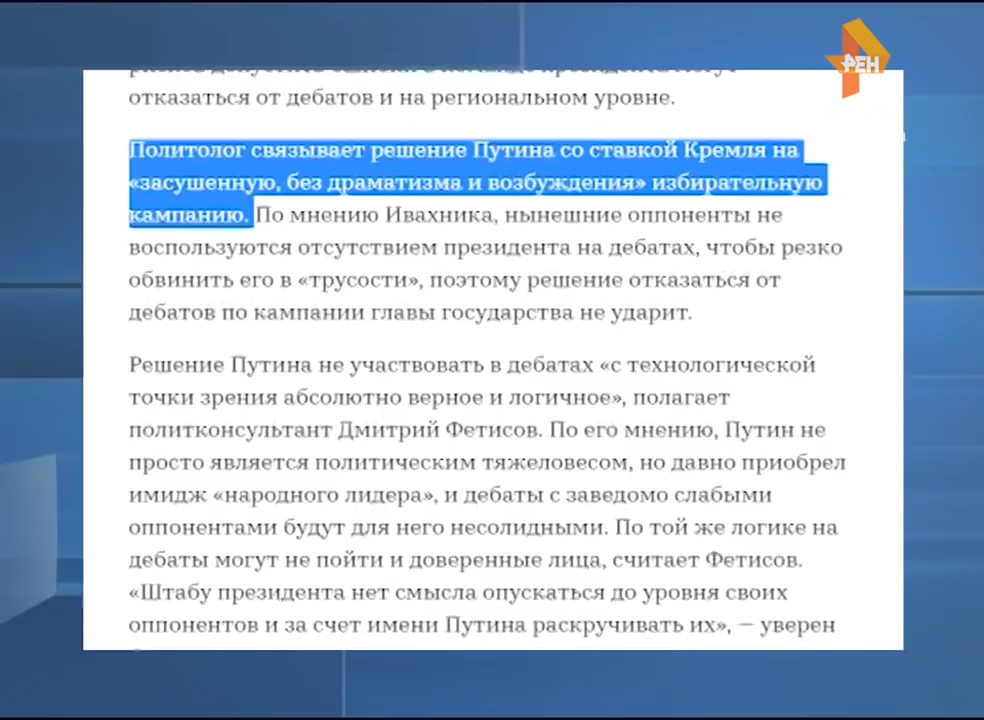 РЕН
отказаться от дебатов и на региональном уровне.
Политолог связывает решение Путина со ставкой Кремля на
«засушенную, без драматизма и возбуждения» избирательную
кампанию. По мнению Ивахника, нынешние оппоненты не
воспользуются отсутствием президента на дебатах, чтобы резко
обвинить его в «трусости», поэтому решение отказаться от
дебатов по кампании главы государства не ударит.
Решение Путина не участвовать в дебатах «с технологической
точки зрения абсолютно верное и логичное», полагает
политконсультант Дмитрий Фетисов. По его мнению, Путин не
просто является политическим тяжеловесом, но давно приобрел
имидж «народного лидера», и дебаты с заведомо слабыми
оппонентами будут для него несолидными. По той же логике на
дебаты могут не пойти и доверенные лица, считает Фетисов.
«Штабу президента нет смысла опускаться до уровня своих
оппонентов и за счет имени Путина раскручивать их», — уверен